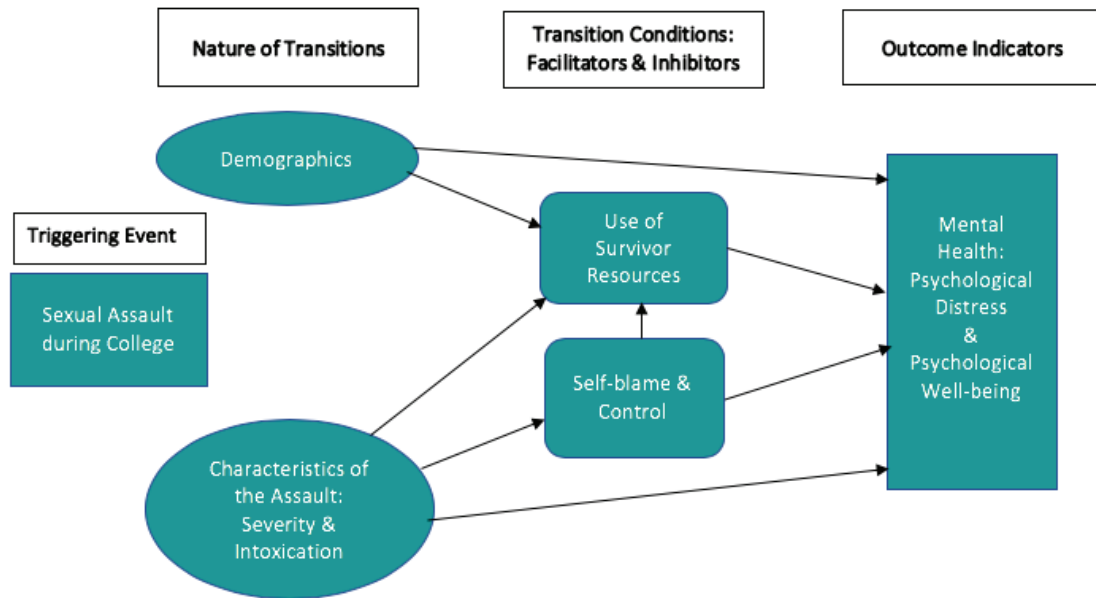 Nature of Transitions
Transition Conditions:
Facilitators & Inhibitors
Outcome Indicators
Demographics
Triggering Event
Sexual Assault
during College
Use of
Survivor
Resources
Self-blame &
Control
Characteristics of
the Assault:
Severity &
Intoxication
Mental
Health:
Psychological
Distress
&
Psychological
Well-being